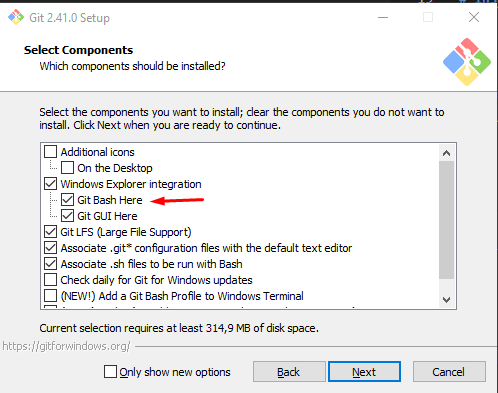 Git 2.41.0 Setup
Select Components
Which components should be installed?
Select the components you want to install; clear the components you do not want to
install. Click Next when you are ready to continue.
Additional icons
On the Desktop
Windows Explorer integration
Git Bash Here
Git GUI Here
Git LFS (Large File Support)
Associate .git* configuration files with the default text editor
Associate .sh files to be run with Bash
Check daily for Git for Windows updates
(NEW!) Add a Git Bash Profile to Windows Terminal
Current selection requires at least 314,9 MB of disk space.
https://gitforwindows.org/
Only show new options
Back
Next
Cancel